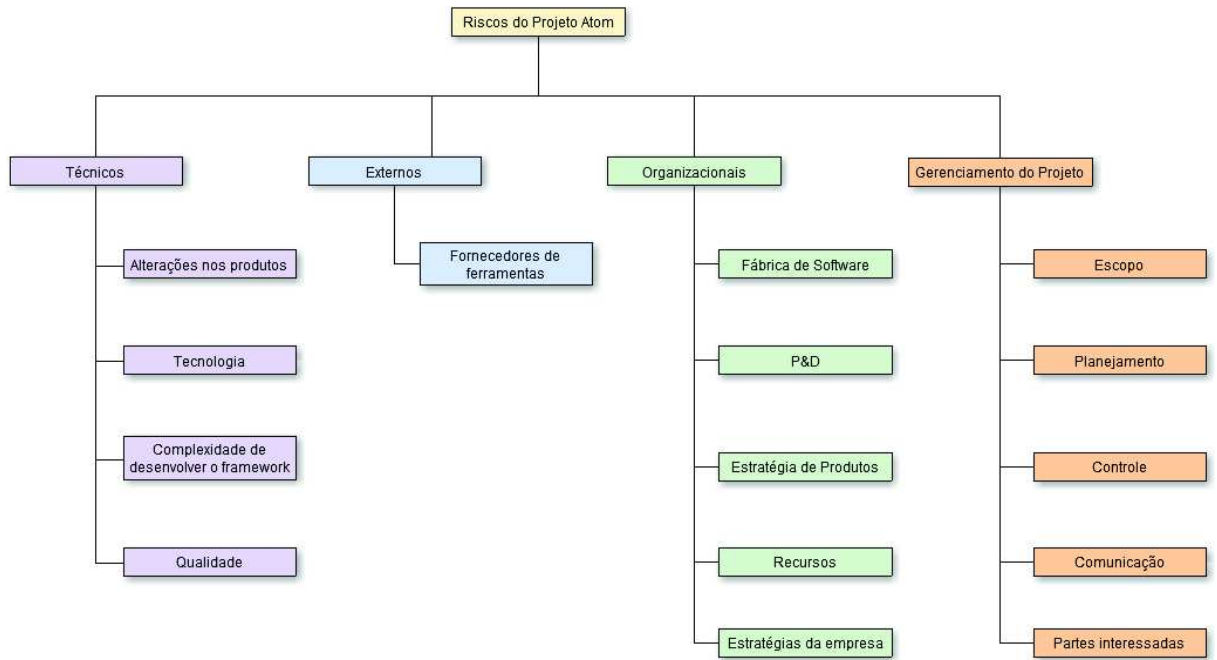 Riscos do Projeto Atom
Técnicos
Externos
Organizacionais
Gerenciamento do Projeto
Alterações nos produtos
Tecnologia
Complexidade de
desenvolver o framework
Qualidade
Fornecedores de
ferramentas
Fábrica de Software
P&D
Estratégia de Produtos
Recursos
Estratégias da empresa
Escopo
Planejamento
Controle
Comunicação
Partes interessadas